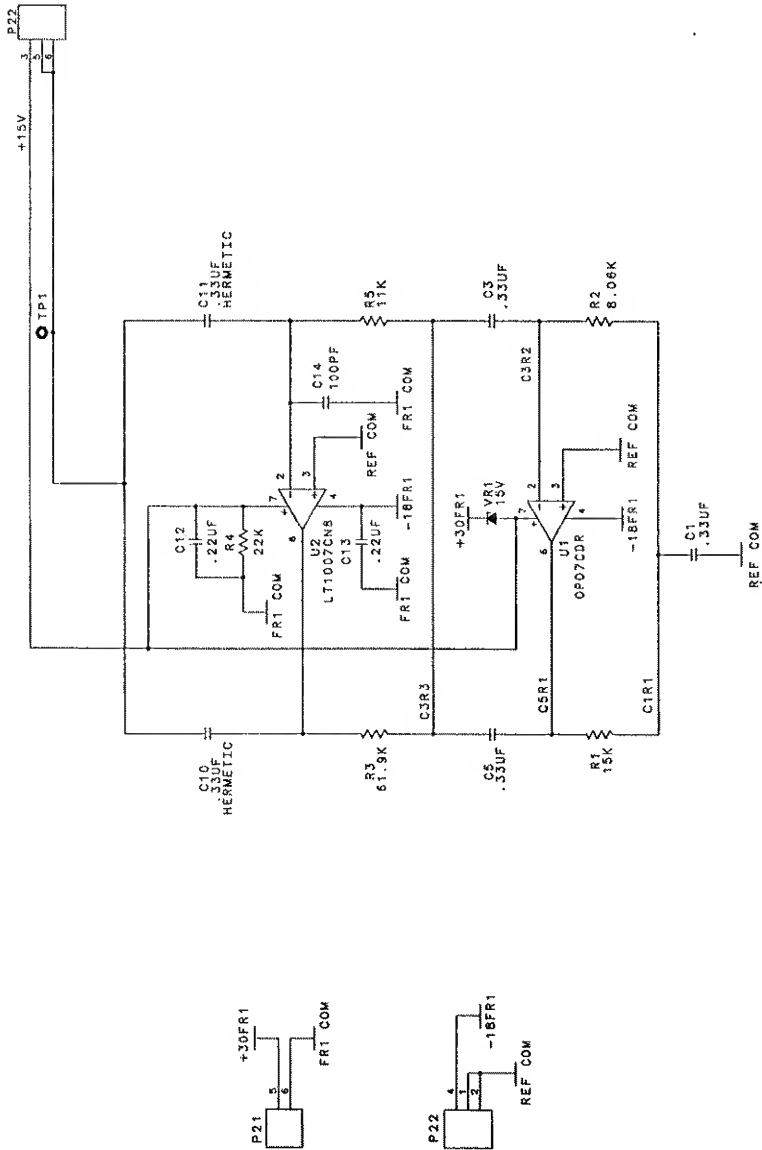 P22
3
5
6
+15V
TP1
C11
.33UF
HERMETIC
R5
11K
C3
.33UF
R2
8.06K
C14
100PF
FR1 COM
REF COM
C3R2
2
3
7
4
6
-18FR1
U2
LT1007CN8
C12
.22UF
R4
22K
FR1 COM
C13
.22UF
FR1 COM
+30FR1
VR1
15V
2
3
7
4
6
U1
OP07CDR
-18FR1
REF COM
C1
.33UF
REF COM
C3R3
C5R1
C1R1
C10
.33UF
HERMETIC
R3
61.9K
C5
.33UF
R1
15K
P21
5
6
+30FR1
FR1 COM
P22
4
1
2
-18FR1
REF COM